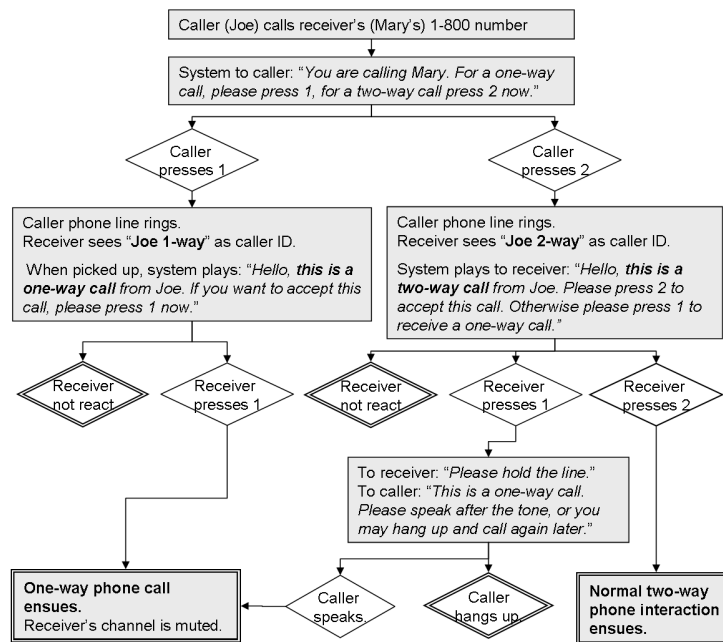 Caller (Joe) calls receiver's (Mary's) 1-800 number
System to caller: “You are calling Mary. For a one-way
call, please press 1, for a two-way call press 2 now.”
Caller
presses 1
Caller
presses 2
Caller phone line rings.
Receiver sees “Joe 1-way” as caller ID.
When picked up, system plays: “Hello, this is a
one-way call from Joe. If you want to accept this
call, please press 1 now.”
Caller phone line rings.
Receiver sees “Joe 2-way” as caller ID.
System plays to receiver: “Hello, this is a
two-way call from Joe. Please press 2 to
accept this call. Otherwise please press 1 to
receive a one-way call.”
Receiver
not react
Receiver
presses 1
Receiver
not react
Receiver
presses 1
Receiver
presses 2
To receiver: “Please hold the line.”
To caller: “This is a one-way call.
Please speak after the tone, or you
may hang up and call again later.”
One-way phone call
ensues.
Receiver's channel is muted.
Caller
speaks.
Caller
hangs up.
Normal two-way
phone interaction
ensues.